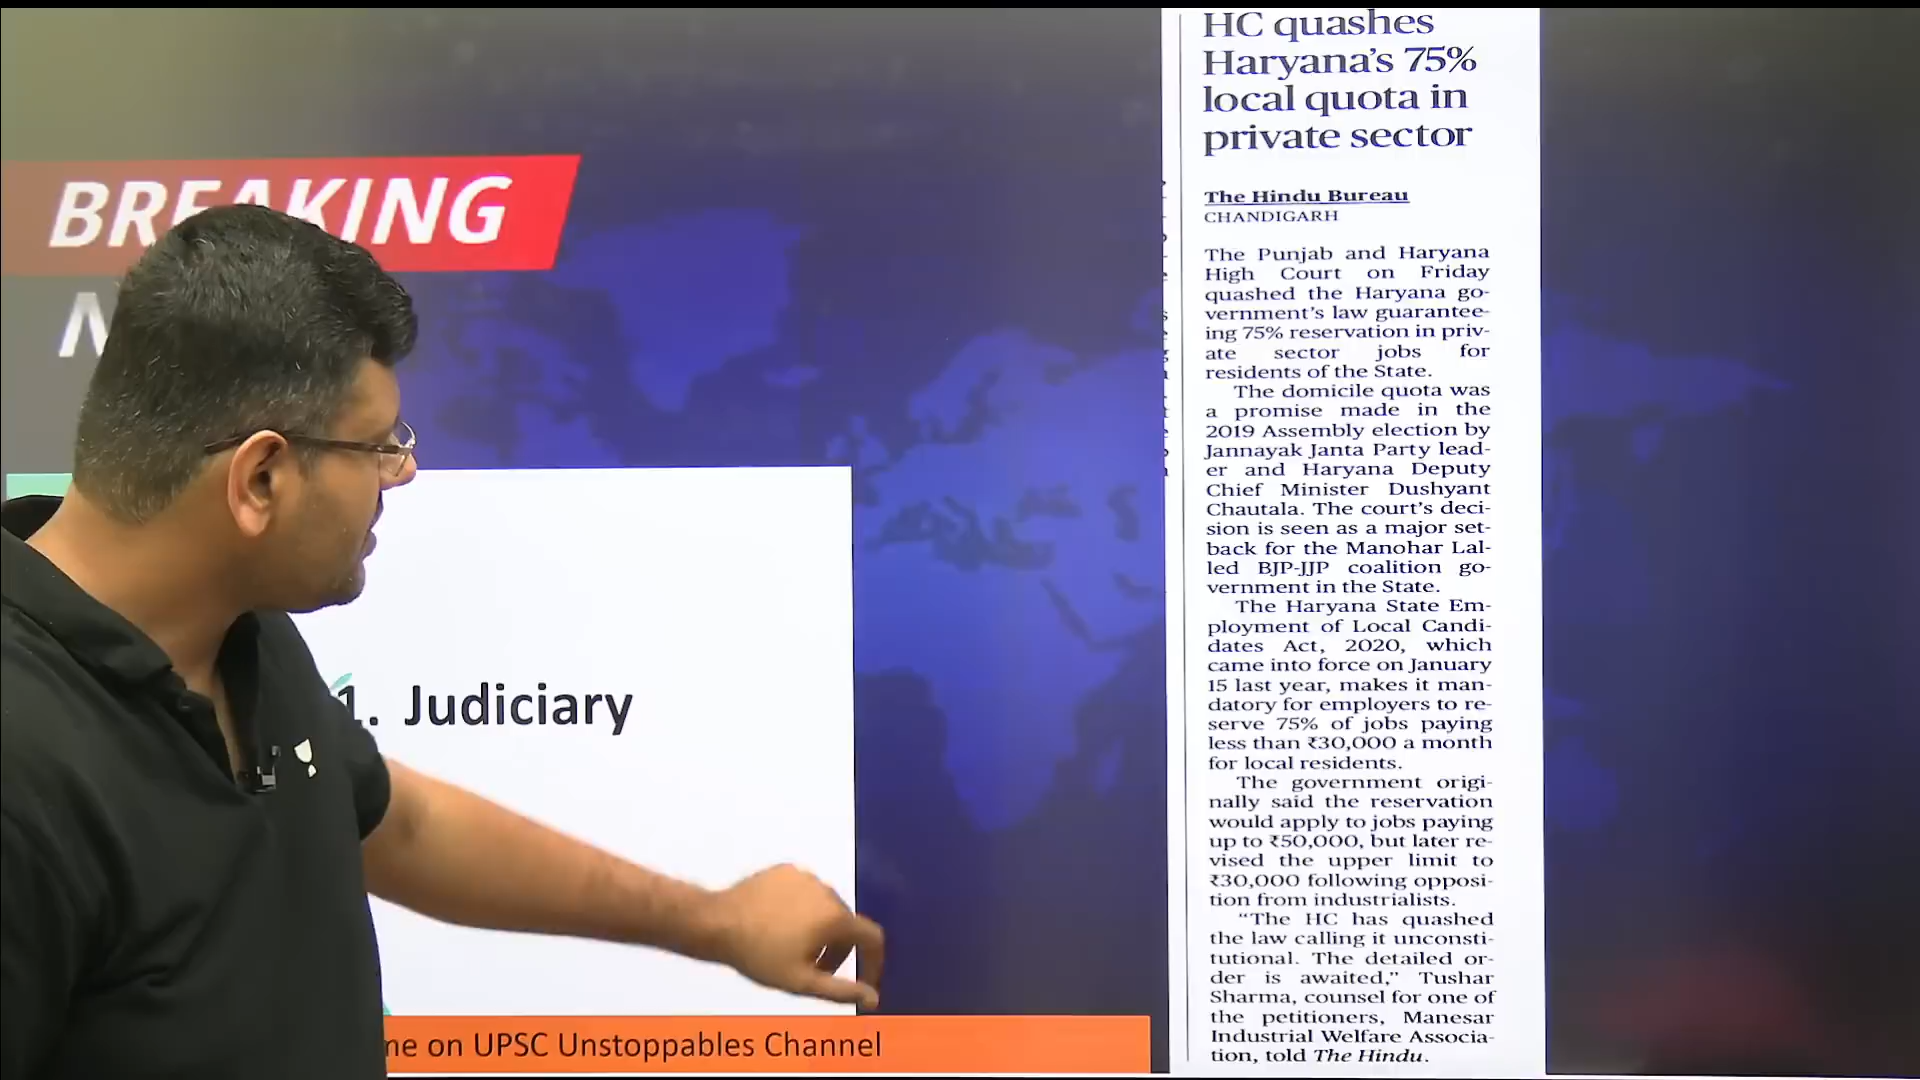 BREAKING
N
1. Judiciary
me on UPSC Unstoppables Channel
HC quashes
Haryana’s 75%
local quota in
private sector
The Hindu Bureau
CHANDIGARH
The Punjab and Haryana
High Court on Friday
quashed the Haryana go-
vernment’s law guarantee-
ing 75% reservation in priv-
ate sector jobs for
residents of the State.
The domicile quota was
a promise made in the
2019 Assembly election by
Jannayak Janta Party lead-
er and Haryana Deputy
Chief Minister Dushyant
Chautala. The court’s deci-
sion is seen as a major set-
back for the Manohar Lal-
led BJP-JJP coalition go-
vernment in the State.
The Haryana State Em-
ployment of Local Candi-
dates Act, 2020, which
came into force on January
15 last year, makes it man-
datory for employers to re-
serve 75% of jobs paying
less than ₹30,000 a month
for local residents.
The government origi-
nally said the reservation
would apply to jobs paying
up to ₹50,000, but later re-
vised the upper limit to
₹30,000 following opposi-
tion from industrialists.
“The HC has quashed
the law calling it unconsti-
tutional. The detailed or-
der is awaited,” Tushar
Sharma, counsel for one of
the petitioners, Manesar
Industrial Welfare Associa-
tion, told The Hindu.